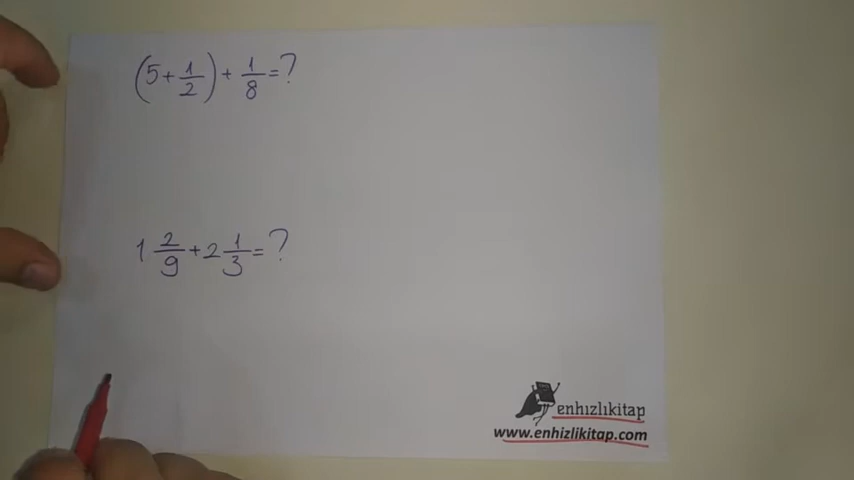 (5+1/2)+1/8=?
1 2/9+2 1/3=?
enhızlıkitap
www.enhizlikitap.com